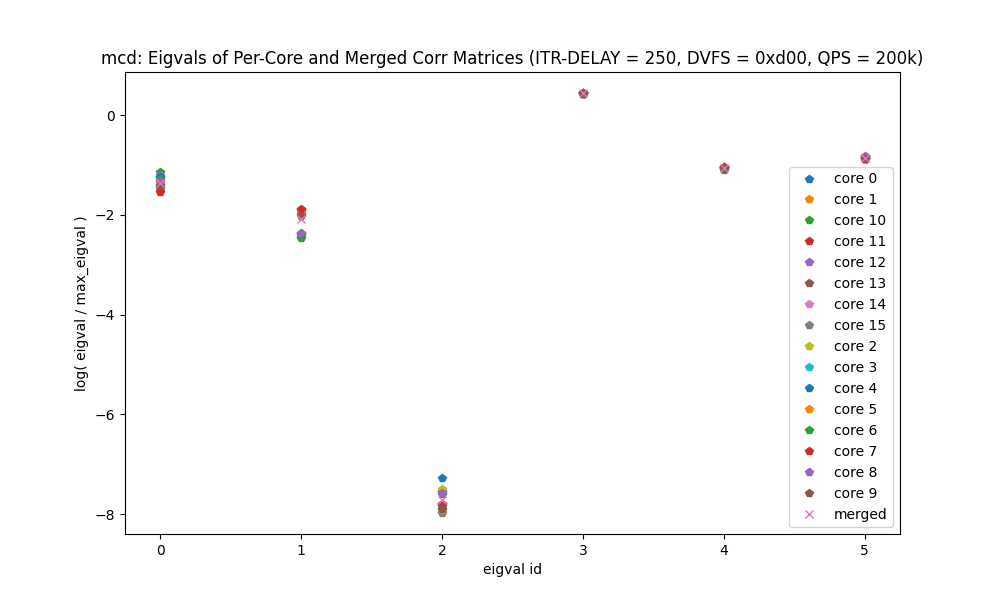 mcd: Eigvals of Per-Core and Merged Corr Matrices (ITR-DELAY = 250, DVFS = 0xd00, QPS = 200k)
log( eigval / max_eigval )
0
−2
−4
−6
−8
0 1 2 3 4 5
eigval id
core 0
core 1
core 10
core 11
core 12
core 13
core 14
core 15
core 2
core 3
core 4
core 5
core 6
core 7
core 8
core 9
merged